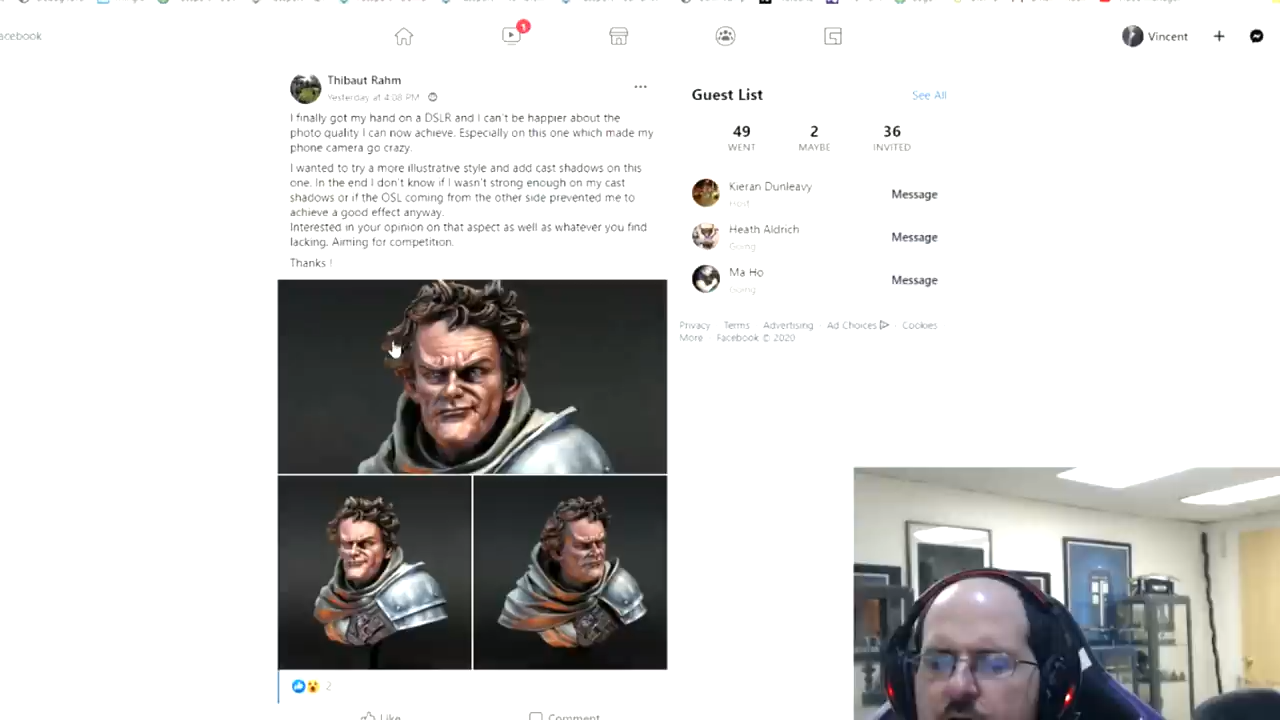 acebook
1
Vincent
Thibaut Rahm
Yesterday at 4:08 PM
I finally got my hand on a DSLR and I can't be happier about the
photo quality I can now achieve. Especially on this one which made my
phone camera go crazy.
I wanted to try a more illustrative style and add cast shadows on this
one. In the end I don't know if I wasn't strong enough on my cast
shadows or if the OSL coming from the other side prevented me to
achieve a good effect anyway.
Interested in your opinion on that aspect as well as whatever you find
lacking. Aiming for competition.
Thanks !
2
Like
Comment
Guest List
See All
49
2
36
WENT
MAYBE
INVITED
Kieran Dunleavy
Host
Message
Heath Aldrich
Going
Message
Ma Ho
Going
Message
Privacy · Terms · Advertising · Ad Choices · Cookies
More · Facebook © 2020